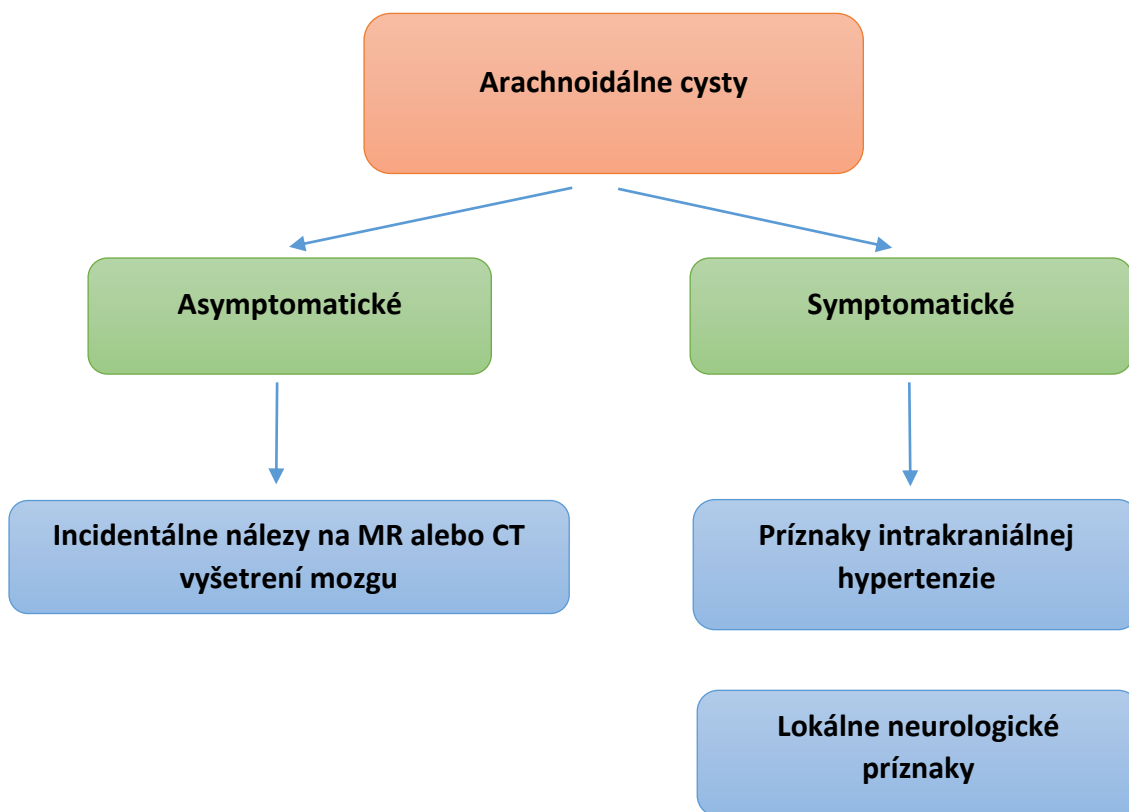 Arachnoidálne cysty
Asymptomatické
Symptomatické
Incidentálne nálezy na MR alebo CT
vyšetrení mozgu
Príznaky intrakraniálnej
hypertenzie
Lokálne neurologické
príznaky